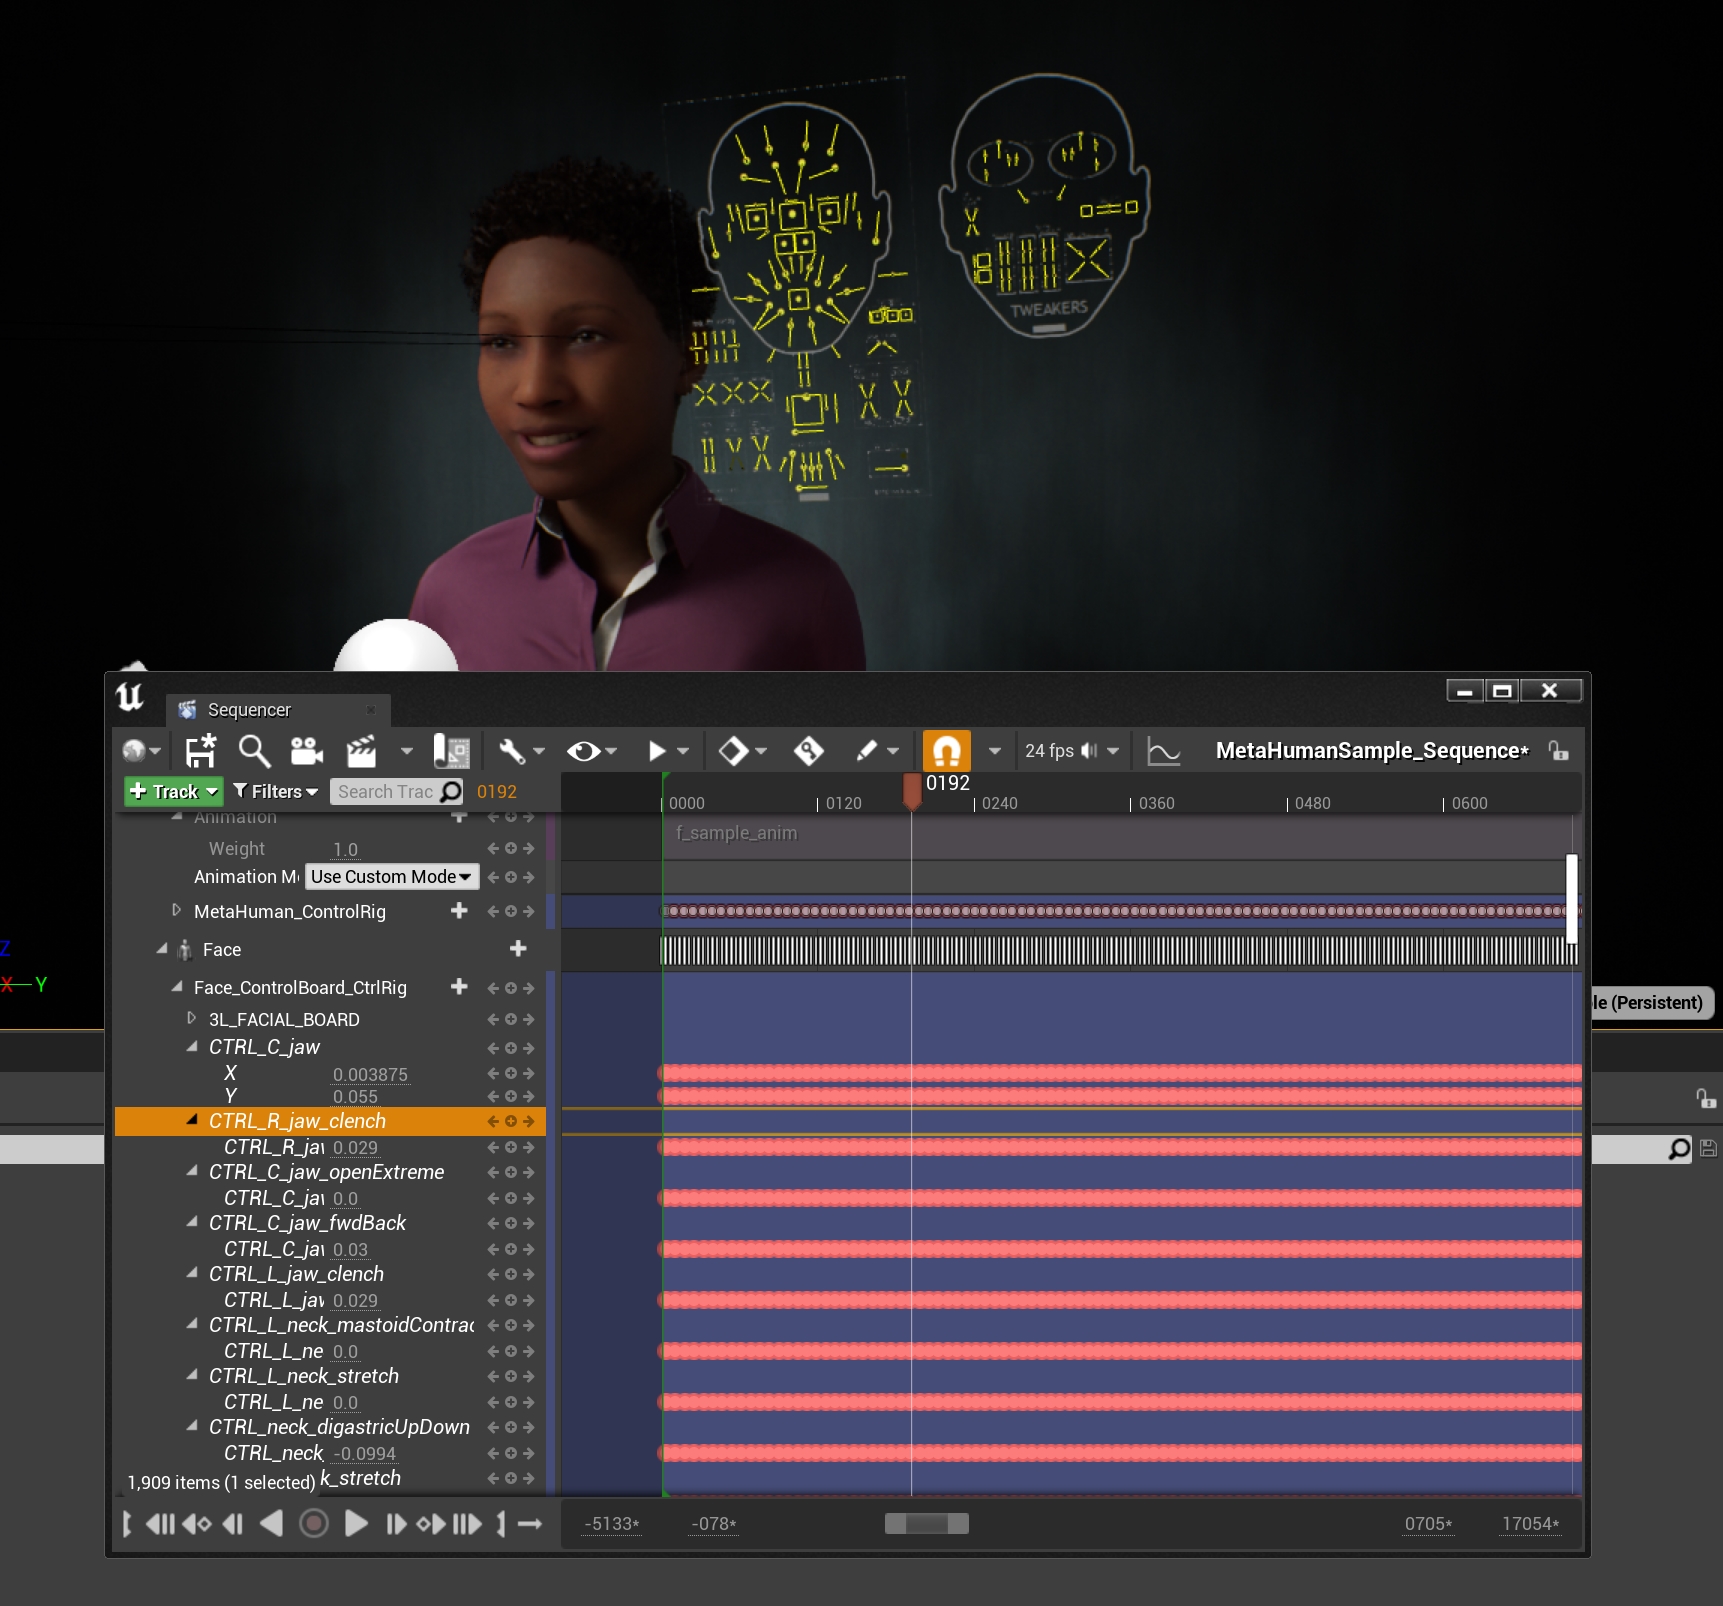 TWEAKERS
Sequencer
24 fps
MetaHumanSample_Sequence*
Track
Filters
Search Trac
0192
0192
0000
0120
0240
0360
0480
0600
Animation
f_sample_anim
Weight
1.0
Animation Mo
Use Custom Mode
MetaHuman_ControlRig
Face
Z
X
Y
Face_ControlBoard_CtrlRig
le (Persistent)
3L_FACIAL_BOARD
CTRL_C_jaw
X 0.003875
Y 0.055
CTRL_R_jaw_clench
CTRL_R_jav 0.029
CTRL_C_jaw_openExtreme
CTRL_C_jav 0.0
CTRL_C_jaw_fwdBack
CTRL_C_jav 0.03
CTRL_L_jaw_clench
CTRL_L_jav 0.029
CTRL_L_neck_mastoidContrac
CTRL_L_ne 0.0
CTRL_L_neck_stretch
CTRL_L_ne 0.0
CTRL_neck_digastricUpDown
CTRL_neck_ -0.0994
1,909 items (1 selected) k_stretch
-5133*
-078*
0705*
17054*